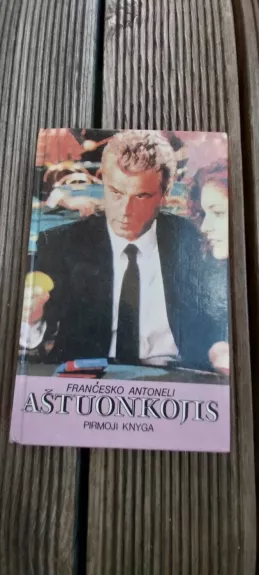 FRANČESKO ANTONELI
AŠTUONKOJIS
PIRMOJI KNYGA